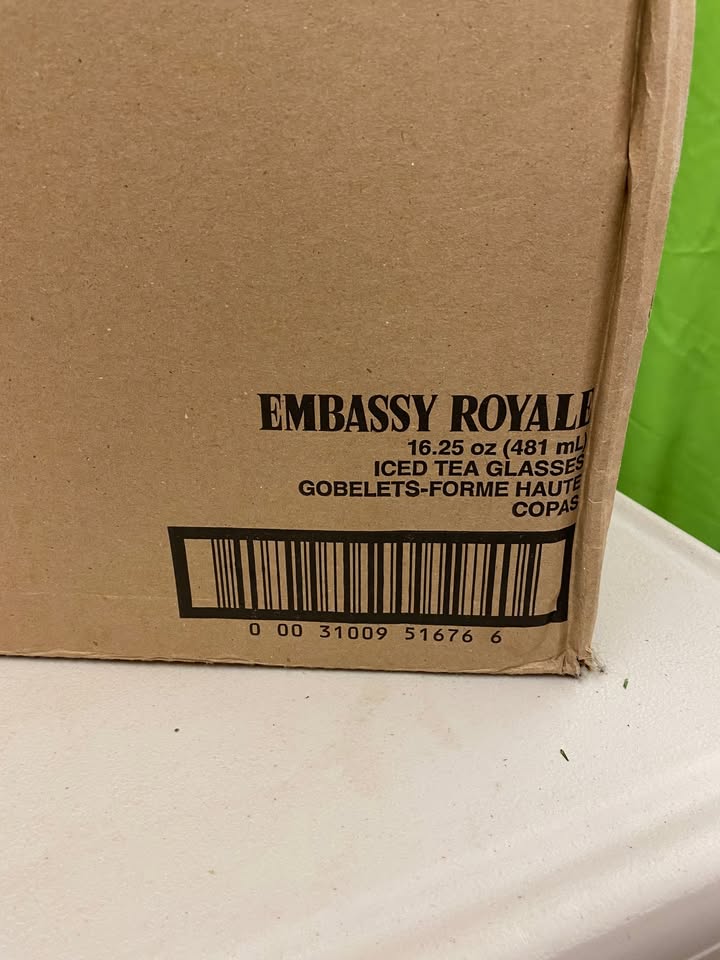 EMBASSY ROYALE
16.25 oz (481 mL)
ICED TEA GLASSES
GOBELETS-FORME HAUTE
COPAS
0 00 31009 51676 6